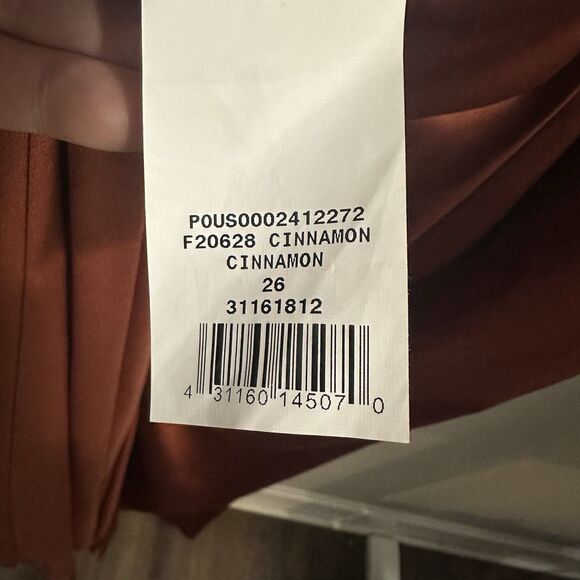 POUS0002412272
F20628 CINNAMON
CINNAMON
26
31161812
4 31160 14507 0